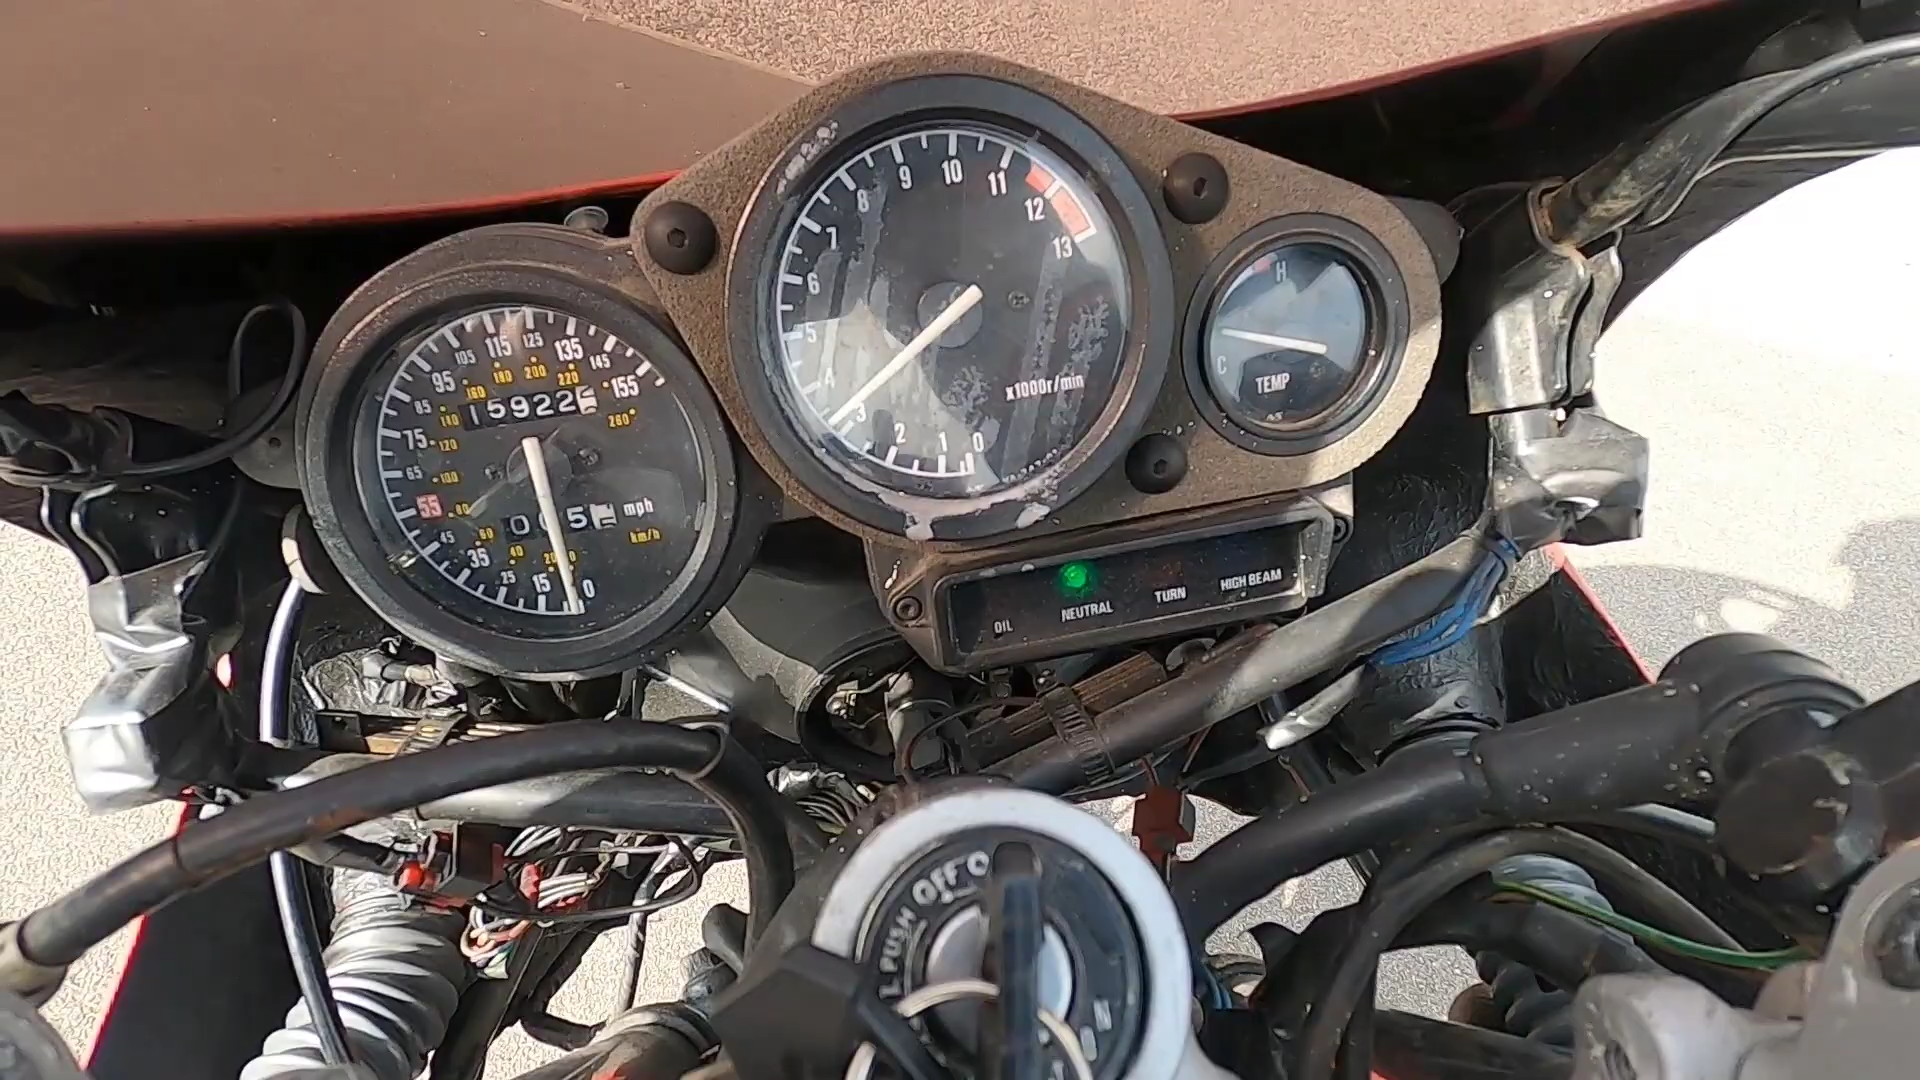 0 1 2 3 4 5 6 7 8 9 10 11 12 13
x1000r/min
0 15 25 35 45 55 65 75 85 95 105 115 125 135 145 155
20 40 60 80 100 120 140 160 180 200 220 260
15922
mph
km/h
H
C
TEMP
OIL NEUTRAL TURN HIGH BEAM
PUSH OFF